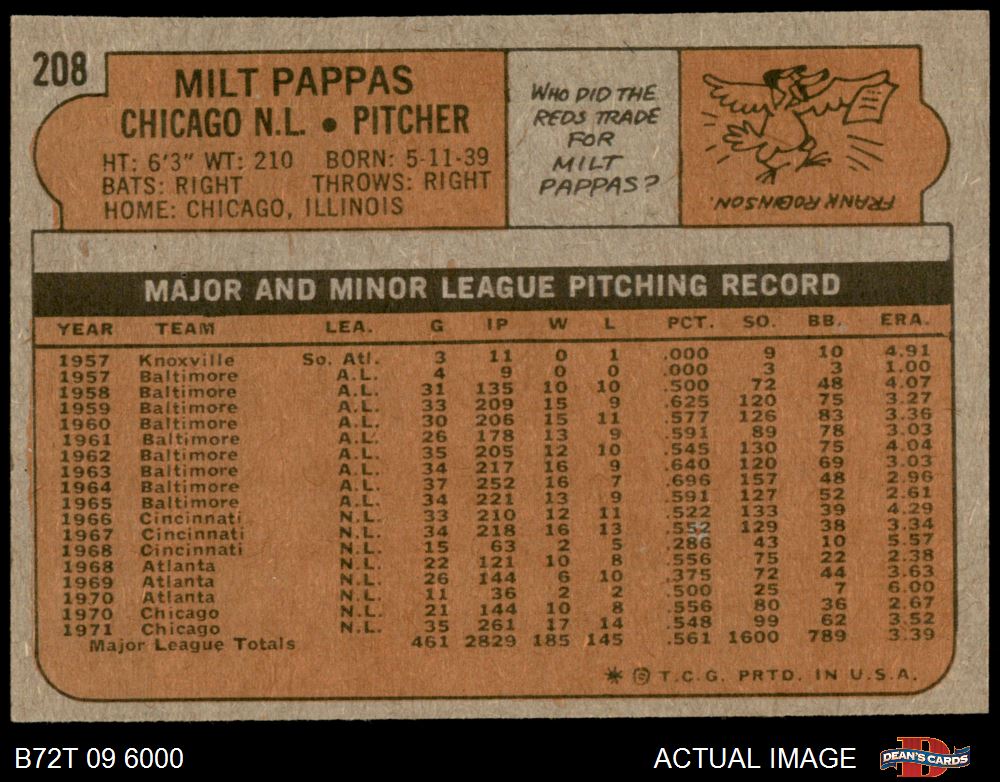 208
MILT PAPPAS
CHICAGO N.L. • PITCHER
HT: 6'3" WT: 210 BORN: 5-11-39
BATS: RIGHT THROWS: RIGHT
HOME: CHICAGO, ILLINOIS
WHO DID THE
REDS TRADE
FOR
MILT
PAPPAS?
FRANK ROBINSON.
MAJOR AND MINOR LEAGUE PITCHING RECORD
YEAR TEAM LEA. G IP W L PCT. SO. BB. ERA.
1957 Knoxville So. Atl. 3 11 0 1 .000 9 10 4.91
1957 Baltimore A.L. 4 9 0 0 .000 3 3 1.00
1958 Baltimore A.L. 31 135 10 10 .500 72 48 4.07
1959 Baltimore A.L. 33 209 15 9 .625 120 75 3.27
1960 Baltimore A.L. 30 206 15 11 .577 126 83 3.36
1961 Baltimore A.L. 26 178 13 9 .591 89 78 3.03
1962 Baltimore A.L. 35 205 12 10 .545 130 75 4.04
1963 Baltimore A.L. 34 217 16 9 .640 120 69 3.03
1964 Baltimore A.L. 37 252 16 7 .696 157 48 2.96
1965 Baltimore A.L. 34 221 13 9 .591 127 52 2.61
1966 Cincinnati N.L. 33 210 12 11 .522 133 39 4.29
1967 Cincinnati N.L. 34 218 16 13 .552 129 38 3.34
1968 Cincinnati N.L. 15 63 2 5 .286 43 10 5.57
1968 Atlanta N.L. 22 121 10 8 .556 75 22 2.38
1969 Atlanta N.L. 26 144 6 10 .375 72 44 3.63
1970 Atlanta N.L. 11 36 2 2 .500 25 7 6.00
1970 Chicago N.L. 21 144 10 8 .556 80 36 2.67
1971 Chicago N.L. 35 261 17 14 .548 99 62 3.52
Major League Totals 461 2829 185 145 .561 1600 789 3.39
* © T.C.G. PRTD. IN U.S.A.
B72T 09 6000 ACTUAL IMAGE DEAN'S CARDS